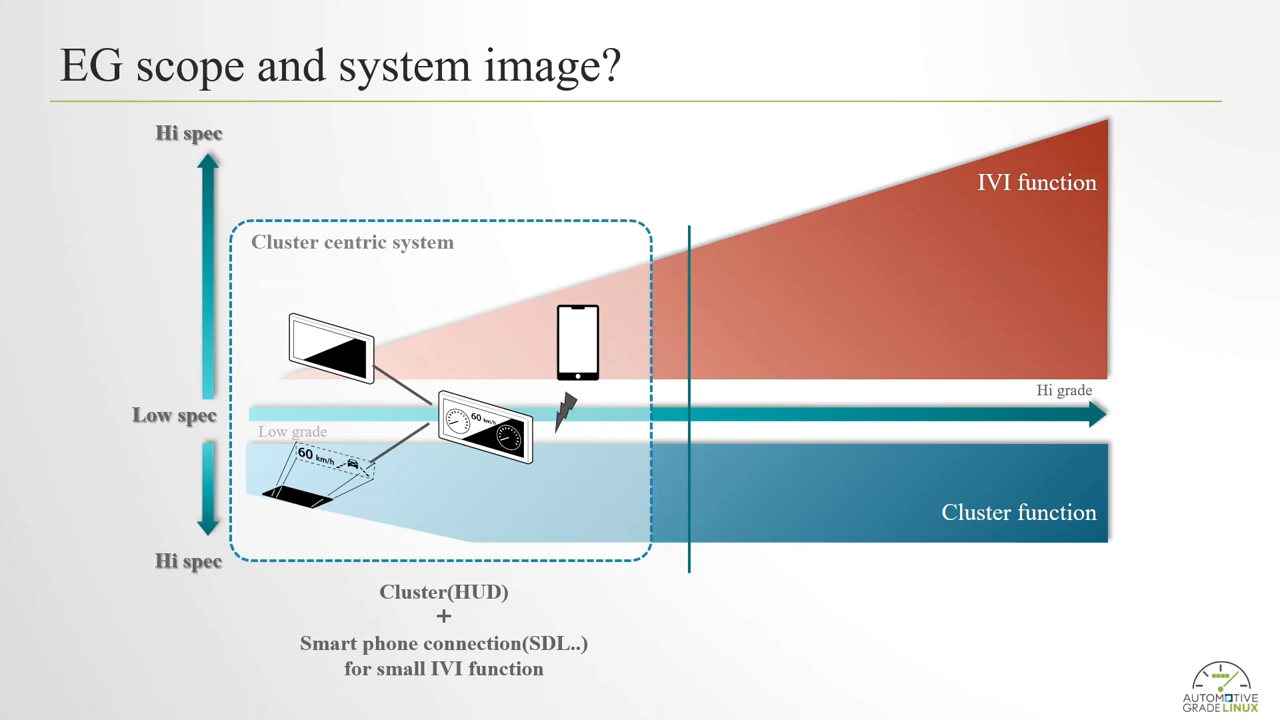 EG scope and system image?
Hi spec
IVI function
Cluster centric system
Hi grade
Low spec
Low grade
60 km/h
60 km/h
Cluster function
Hi spec
Cluster(HUD)
+
Smart phone connection(SDL..)
for small IVI function
AUTOMOTIVE
GRADE LINUX